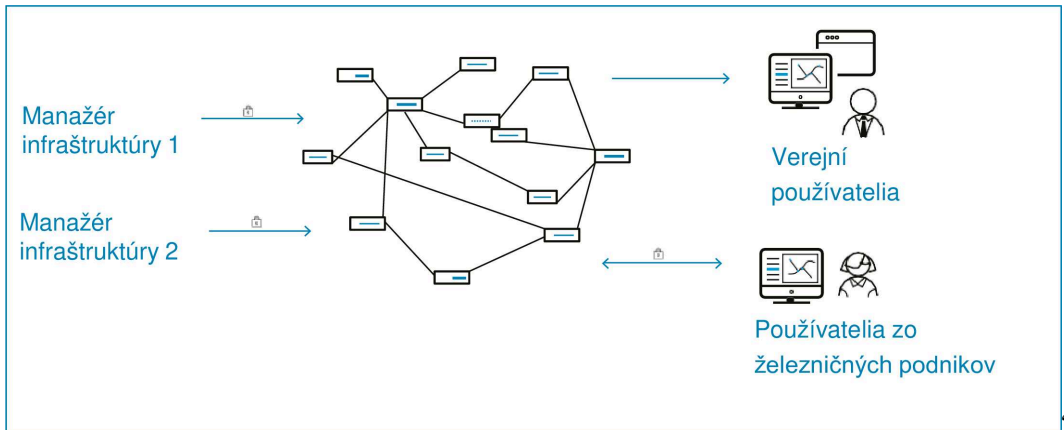 Manažér
infraštruktúry 1
Manažér
infraštruktúry 2
Verejní
používatelia
Používatelia zo
železničných podnikov